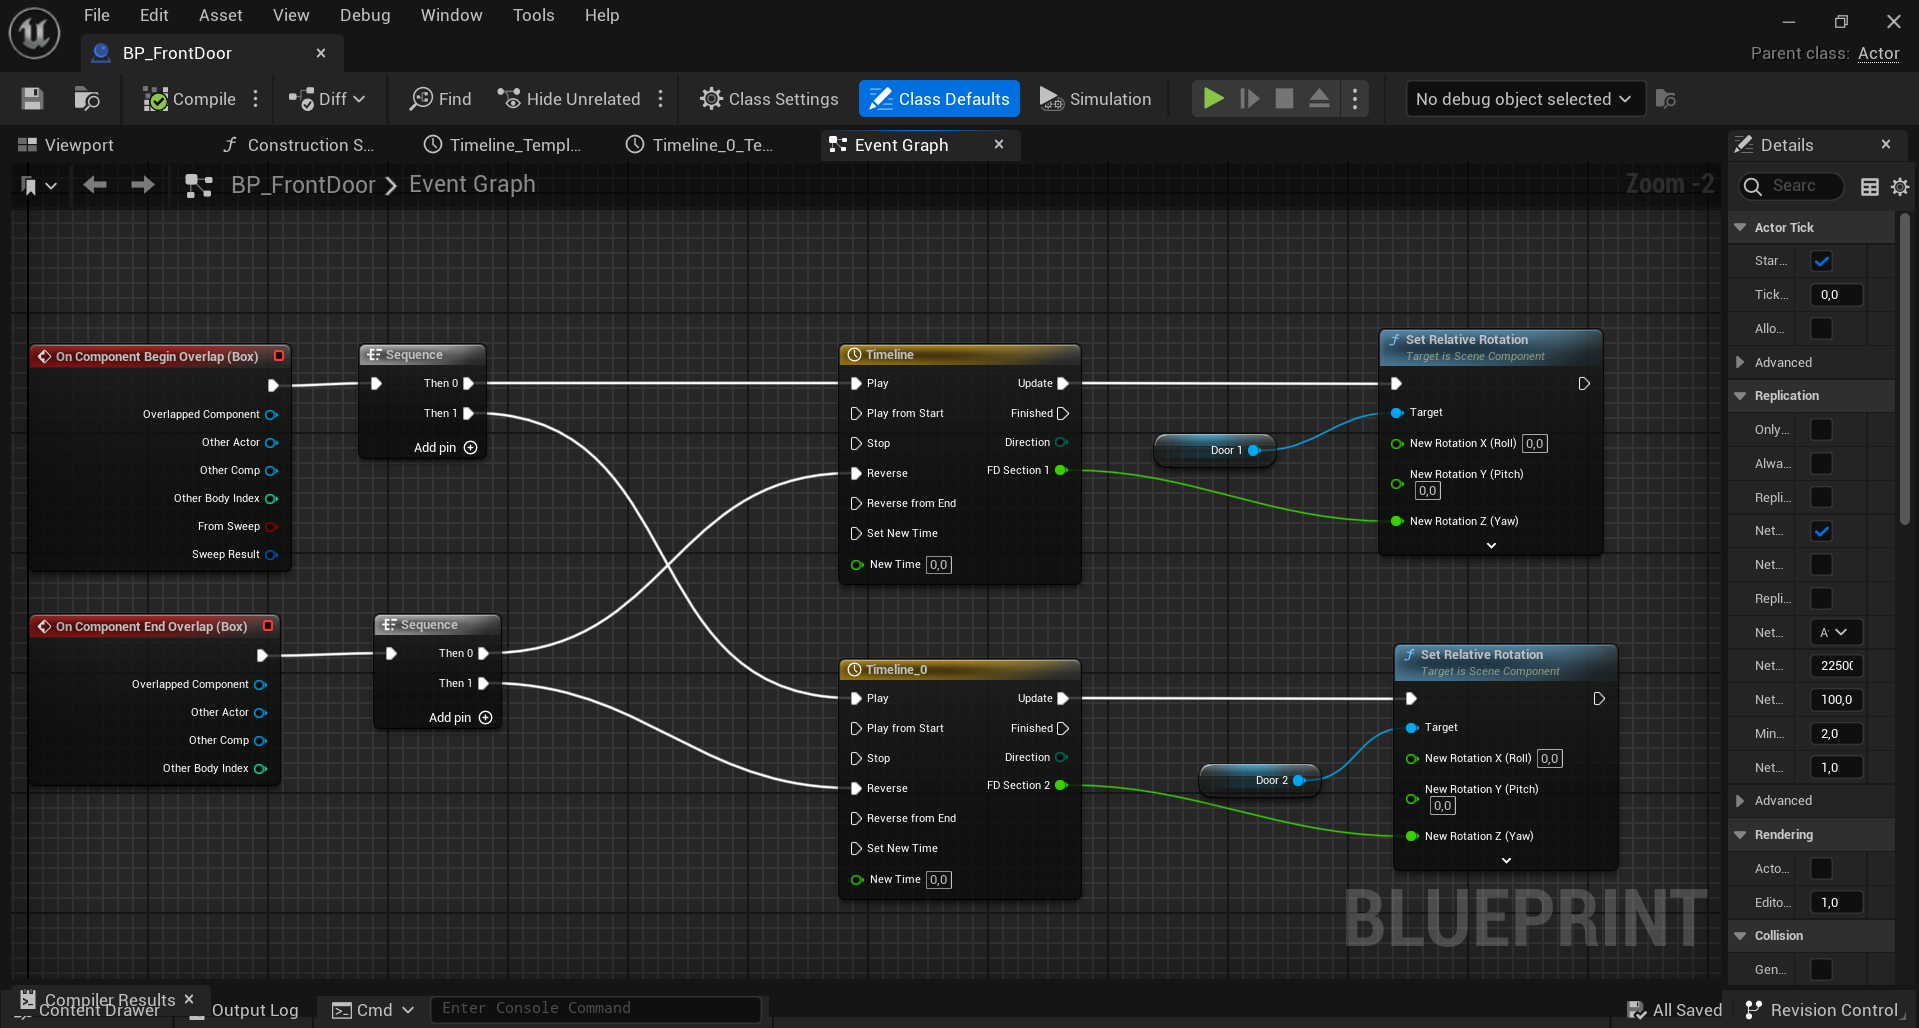 File Edit Asset View Debug Window Tools Help
BP_FrontDoor
Parent class: Actor
Compile Diff Find Hide Unrelated Class Settings Class Defaults Simulation No debug object selected
Viewport Construction S... Timeline_Templ... Timeline_0_Te... Event Graph Details
BP_FrontDoor Event Graph Zoom -2 Searc
Actor Tick
Star...
Tick... 0,0
Allo...
Advanced
Replication
Only...
Alwa...
Repli...
Net...
Net...
Repli...
Net... A
Net... 2250
Net... 100,0
Min... 2,0
Net... 1,0
Advanced
Rendering
Acto...
Edito... 1,0
Collision
Gen...
On Component Begin Overlap (Box)
Overlapped Component
Other Actor
Other Comp
Other Body Index
From Sweep
Sweep Result
Sequence
Then 0
Then 1
Add pin
Timeline
Play Update
Play from Start Finished
Stop Direction
Reverse FD Section 1
Reverse from End
Set New Time
New Time 0,0
Door 1
Set Relative Rotation
Target is Scene Component
Target
New Rotation X (Roll) 0,0
New Rotation Y (Pitch)
0,0
New Rotation Z (Yaw)
On Component End Overlap (Box)
Overlapped Component
Other Actor
Other Comp
Other Body Index
Sequence
Then 0
Then 1
Add pin
Timeline_0
Play Update
Play from Start Finished
Stop Direction
Reverse FD Section 2
Reverse from End
Set New Time
New Time 0,0
Door 2
Set Relative Rotation
Target is Scene Component
Target
New Rotation X (Roll) 0,0
New Rotation Y (Pitch)
0,0
New Rotation Z (Yaw)
BLUEPRINT
Compiler Results
Content Drawer Output Log Cmd Enter Console Command All Saved Revision Control